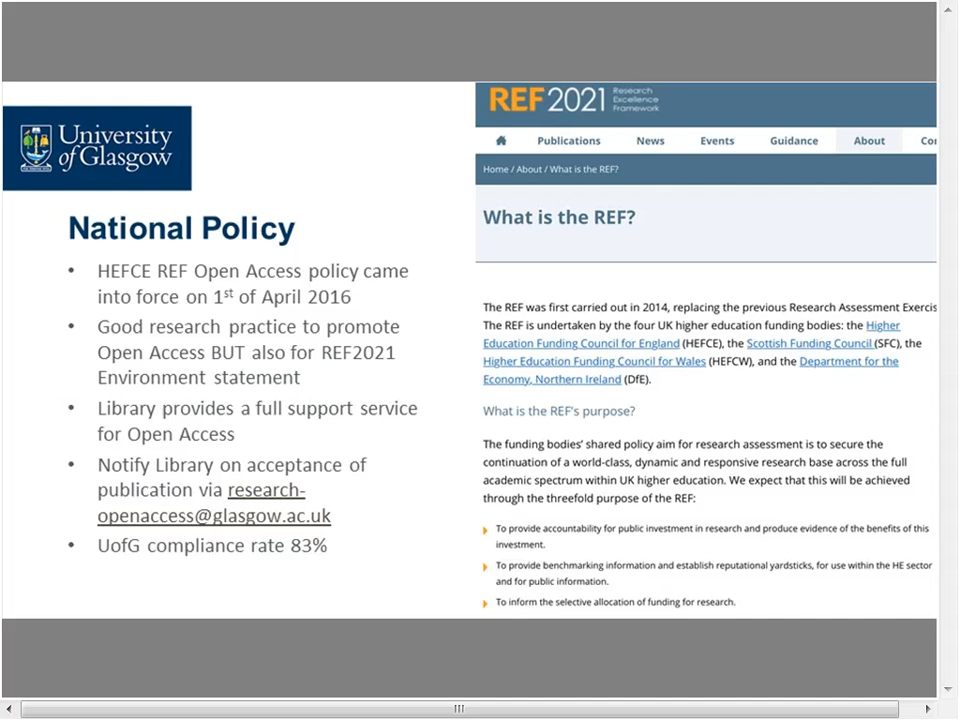 University
of Glasgow
National Policy
• HEFCE REF Open Access policy came
into force on 1st of April 2016
• Good research practice to promote
Open Access BUT also for REF2021
Environment statement
• Library provides a full support service
for Open Access
• Notify Library on acceptance of
publication via research-
openaccess@glasgow.ac.uk
• UofG compliance rate 83%
REF2021 Research
Excellence
Framework
Publications News Events Guidance About Con
Home / About / What is the REF?
What is the REF?
The REF was first carried out in 2014, replacing the previous Research Assessment Exercis
The REF is undertaken by the four UK higher education funding bodies: the Higher
Education Funding Council for England (HEFCE), the Scottish Funding Council (SFC), the
Higher Education Funding Council for Wales (HEFCW), and the Department for the
Economy, Northern Ireland (DfE).
What is the REF's purpose?
The funding bodies' shared policy aim for research assessment is to secure the
continuation of a world-class, dynamic and responsive research base across the full
academic spectrum within UK higher education. We expect that this will be achieved
through the threefold purpose of the REF:
To provide accountability for public investment in research and produce evidence of the benefits of this
investment.
To provide benchmarking information and establish reputational yardsticks, for use within the HE sector
and for public information.
To inform the selective allocation of funding for research.